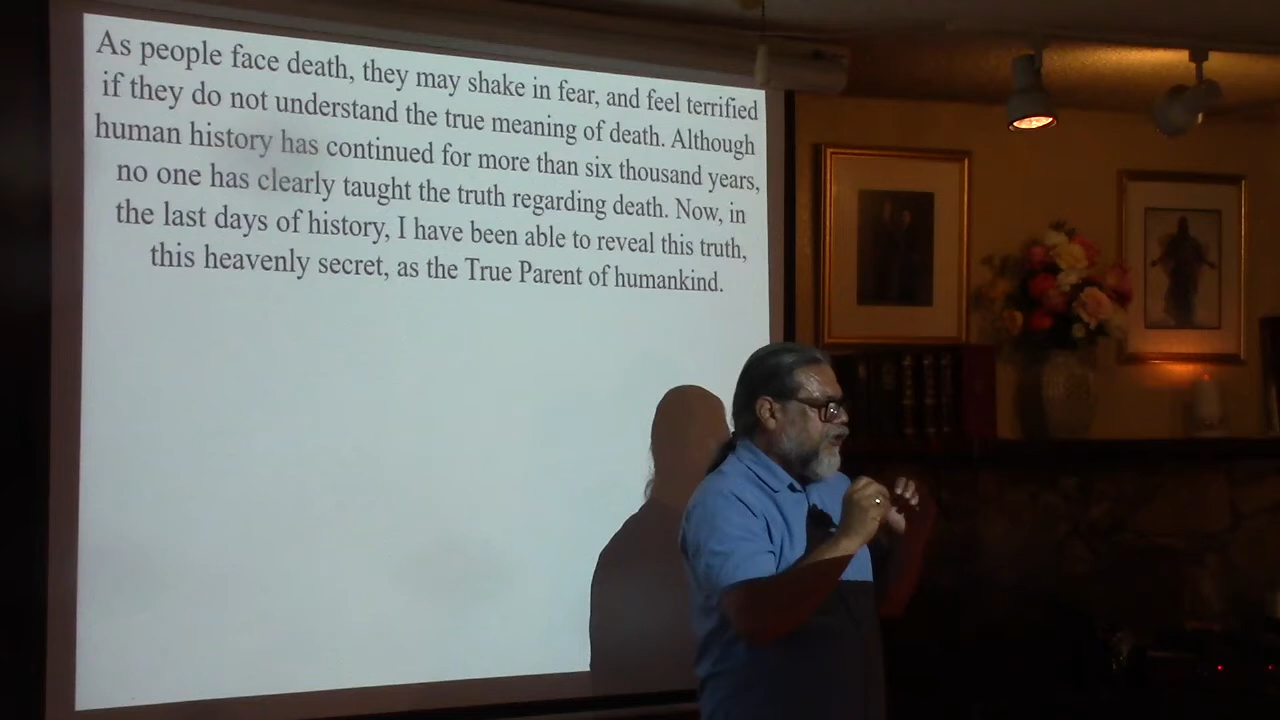 As people face death, they may shake in fear, and feel terrified
if they do not understand the true meaning of death. Although
human history has continued for more than six thousand years,
no one has clearly taught the truth regarding death. Now, in
the last days of history, I have been able to reveal this truth,
this heavenly secret, as the True Parent of humankind.